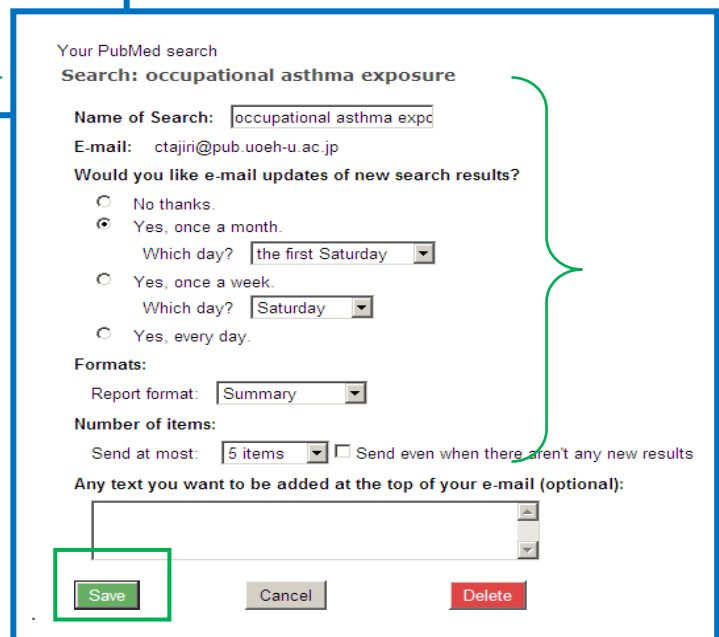 Your PubMed search
Search: occupational asthma exposure
Name of Search: occupational asthma expo
E-mail: ctajiri@pub.uoeh-u.ac.jp
Would you like e-mail updates of new search results?
No thanks.
Yes, once a month.
Which day? the first Saturday
Yes, once a week.
Which day? Saturday
Yes, every day.
Formats:
Report format: Summary
Number of items:
Send at most: 5 items Send even when there aren't any new results
Any text you want to be added at the top of your e-mail (optional):
Save Cancel Delete
.